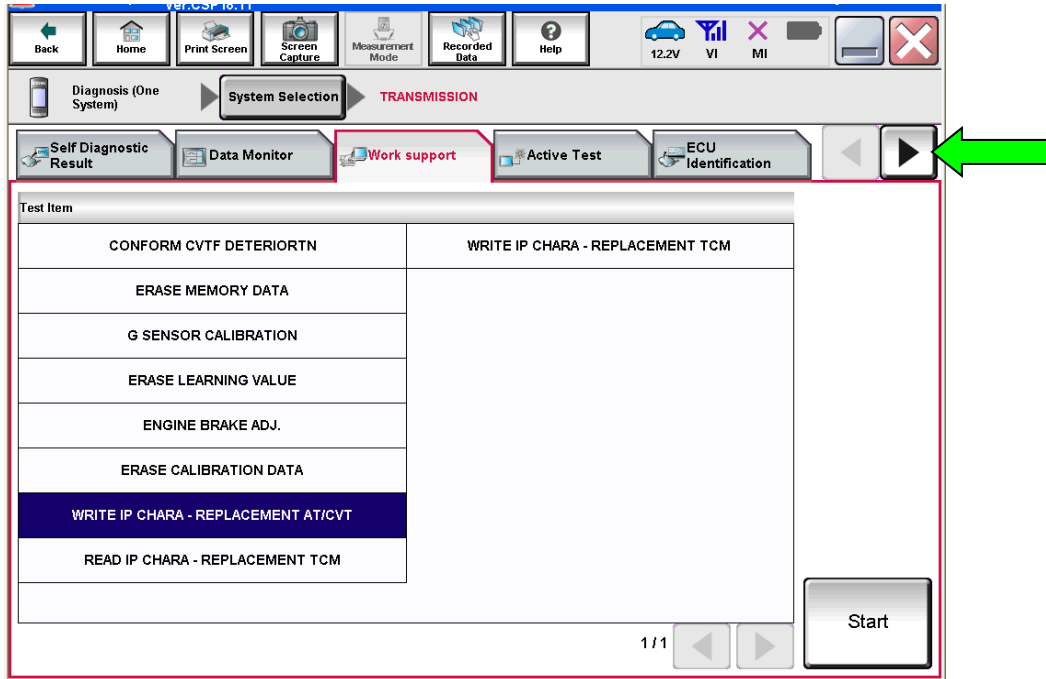 Ver.CSP18.11
Back
Home
Print Screen
Screen
Capture
Measurement
Mode
Recorded
Data
Help
12.2V
VI
MI
Diagnosis (One
System)
System Selection
TRANSMISSION
Self Diagnostic
Result
Data Monitor
Work support
Active Test
ECU
Identification
Test Item
CONFORM CVTF DETERIORTN
WRITE IP CHARA - REPLACEMENT TCM
ERASE MEMORY DATA
G SENSOR CALIBRATION
ERASE LEARNING VALUE
ENGINE BRAKE ADJ.
ERASE CALIBRATION DATA
WRITE IP CHARA - REPLACEMENT AT/CVT
READ IP CHARA - REPLACEMENT TCM
1/1
Start